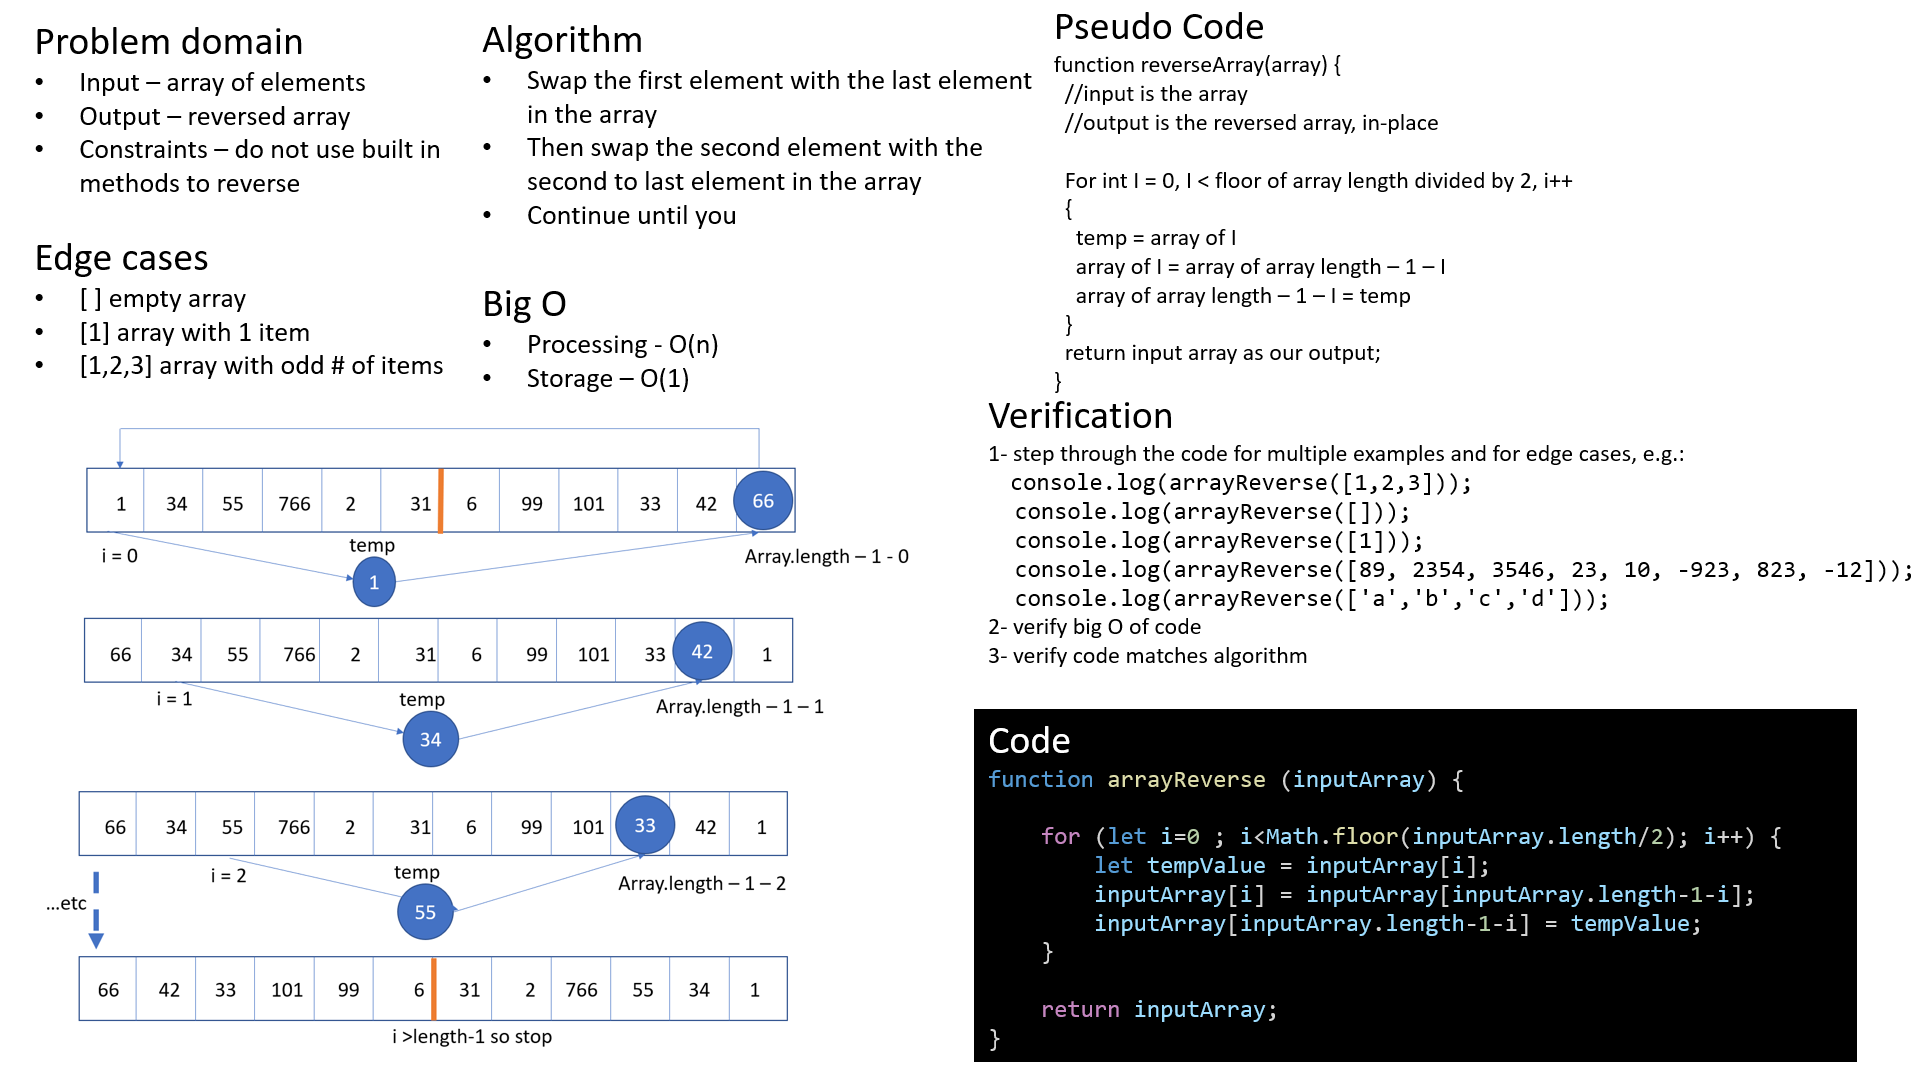 Problem domain
• Input – array of elements
• Output – reversed array
• Constraints – do not use built in
methods to reverse
Edge cases
• [ ] empty array
• [1] array with 1 item
• [1,2,3] array with odd # of items
Algorithm
• Swap the first element with the last element
in the array
• Then swap the second element with the
second to last element in the array
• Continue until you
Big O
• Processing - O(n)
• Storage – O(1)
Pseudo Code
function reverseArray(array) {
//input is the array
//output is the reversed array, in-place
For int I = 0, I < floor of array length divided by 2, i++
{
temp = array of I
array of I = array of array length – 1 – I
array of array length – 1 – I = temp
}
return input array as our output;
}
Verification
1- step through the code for multiple examples and for edge cases, e.g.:
console.log(arrayReverse([1,2,3]));
console.log(arrayReverse([]));
console.log(arrayReverse([1]));
console.log(arrayReverse([89, 2354, 3546, 23, 10, -923, 823, -12]));
console.log(arrayReverse(['a','b','c','d']));
2- verify big O of code
3- verify code matches algorithm
1 34 55 766 2 31 6 99 101 33 42 66
i = 0
temp
Array.length – 1 - 0
1
66 34 55 766 2 31 6 99 101 33 42 1
i = 1
temp
Array.length – 1 – 1
34
66 34 55 766 2 31 6 99 101 33 42 1
i = 2
temp
Array.length – 1 – 2
55
...etc
66 42 33 101 99 6 31 2 766 55 34 1
i >length-1 so stop
Code
function arrayReverse (inputArray) {
for (let i=0 ; i<Math.floor(inputArray.length/2); i++) {
let tempValue = inputArray[i];
inputArray[i] = inputArray[inputArray.length-1-i];
inputArray[inputArray.length-1-i] = tempValue;
}
return inputArray;
}